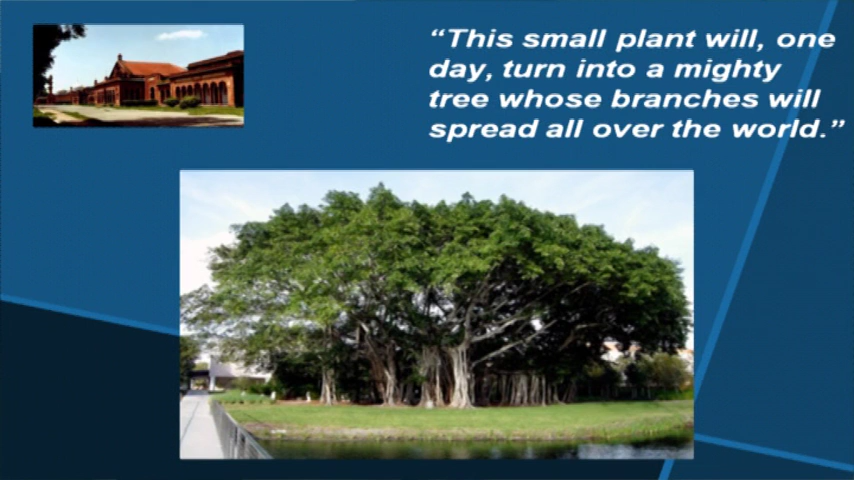 “This small plant will, one
day, turn into a mighty
tree whose branches will
spread all over the world.”